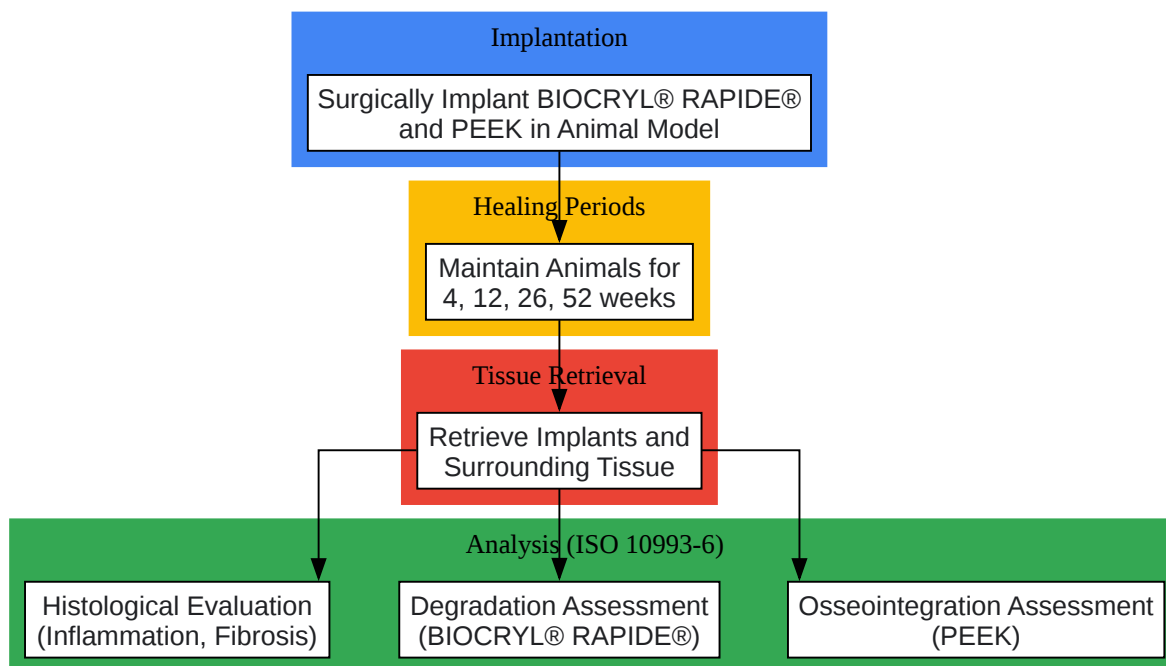 Implantation
Surgically Implant BIOCRYL® RAPIDE®
and PEEK in Animal Model
Healing Periods
Maintain Animals for
4, 12, 26, 52 weeks
Tissue Retrieval
Retrieve Implants and
Surrounding Tissue
Analysis (ISO 10993-6)
Histological Evaluation
(Inflammation, Fibrosis)
Degradation Assessment
(BIOCRYL® RAPIDE®)
Osseointegration Assessment
(PEEK)